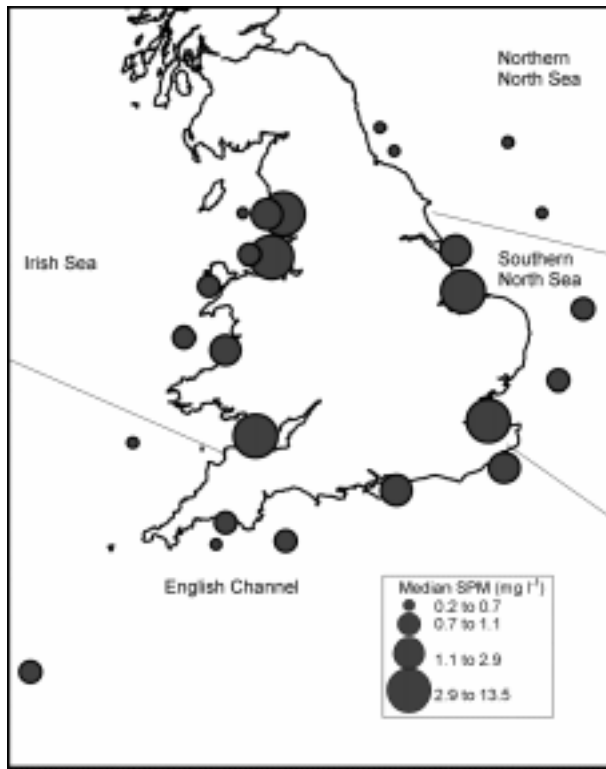 Northern
North Sea
Irish Sea
Southern
North Sea
English Channel
Median SPM (mg l⁻¹)
0.2 to 0.7
0.7 to 1.1
1.1 to 2.9
2.9 to 13.5